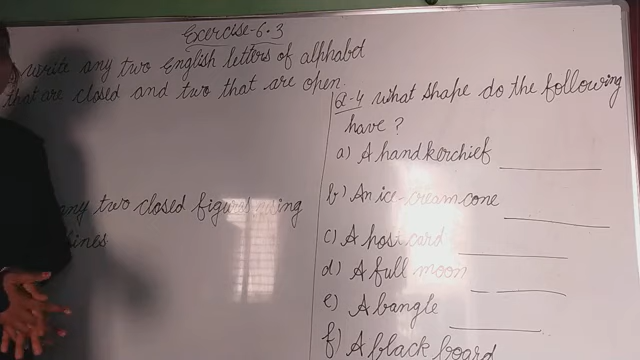 Exercise-6.3
write any two English letters of alphabet
that are closed and two that are open.
any two closed figures using
lines
Q-4 What shape do the following
have?
a) A handkerchief
b) An ice-cream cone
c) A host card
d) A full moon
e) A bangle
f) A black board